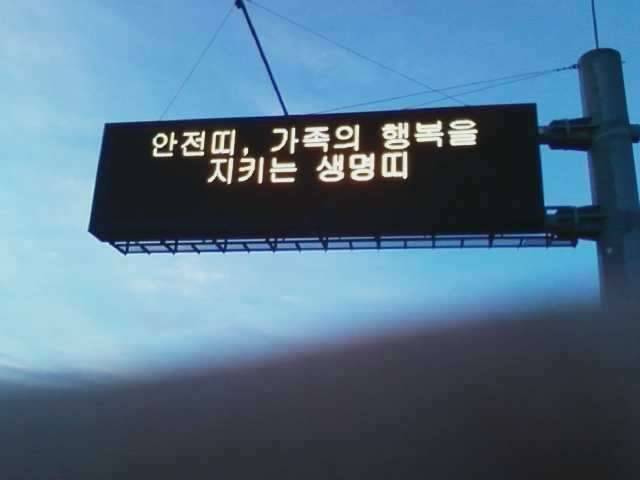 안전띠, 가족의 행복을
지키는 생명띠